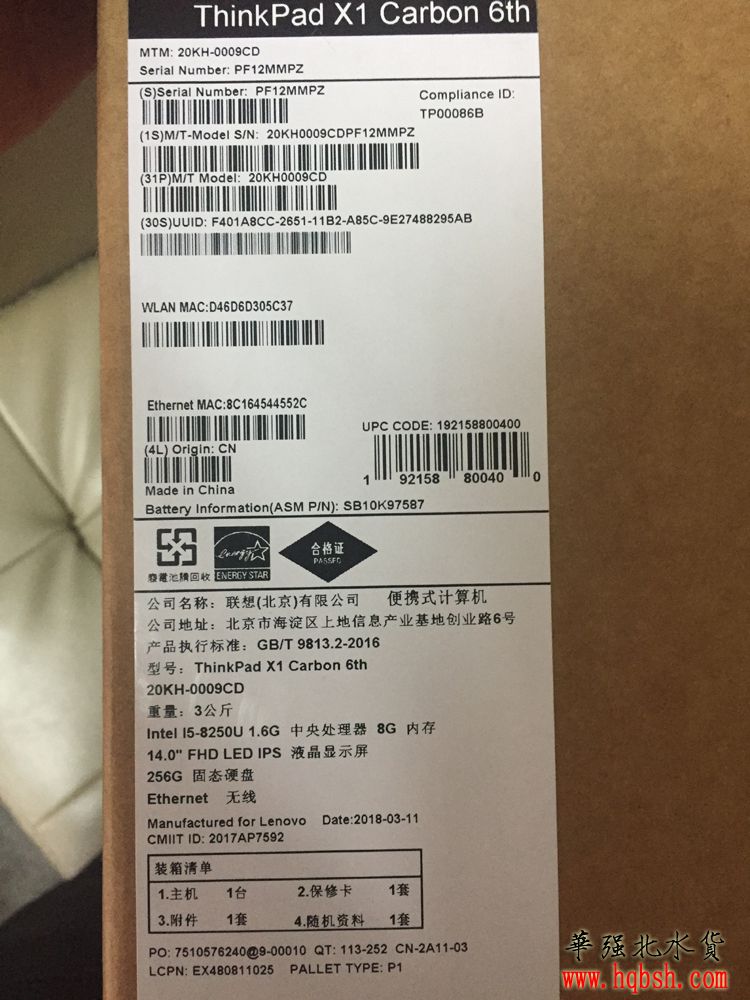 ThinkPad X1 Carbon 6th
MTM: 20KH-0009CD
Serial Number: PF12MMPZ
(S)Serial Number: PF12MMPZ
Compliance ID:
TP00086B
(1S)M/T-Model S/N: 20KH0009CDPF12MMPZ
(31P)M/T Model: 20KH0009CD
(30S)UUID: F401A8CC-2651-11B2-A85C-9E27488295AB
WLAN MAC:D46D6D305C37
Ethernet MAC:8C164544552C
UPC CODE: 192158800400
(4L) Origin: CN
1 92158 80040 0
Made in China
Battery Information(ASM P/N): SB10K97587
廢電池請回收
energy
ENERGY STAR
合格证
PASSED
公司名称：联想(北京)有限公司 便携式计算机
公司地址：北京市海淀区上地信息产业基地创业路6号
产品执行标准：GB/T 9813.2-2016
型号：ThinkPad X1 Carbon 6th
20KH-0009CD
重量：3公斤
Intel I5-8250U 1.6G 中央处理器 8G 内存
14.0" FHD LED IPS 液晶显示屏
256G 固态硬盘
Ethernet 无线
Manufactured for Lenovo Date:2018-03-11
CMIIT ID: 2017AP7592
装箱清单
1.主机 1台 2.保修卡 1套
3.附件 1套 4.随机资料 1套
PO: 7510576240@9-00010 QT: 113-252 CN-2A11-03
LCPN: EX480811025 PALLET TYPE: P1
華强北水貨
www.hqbsh.com